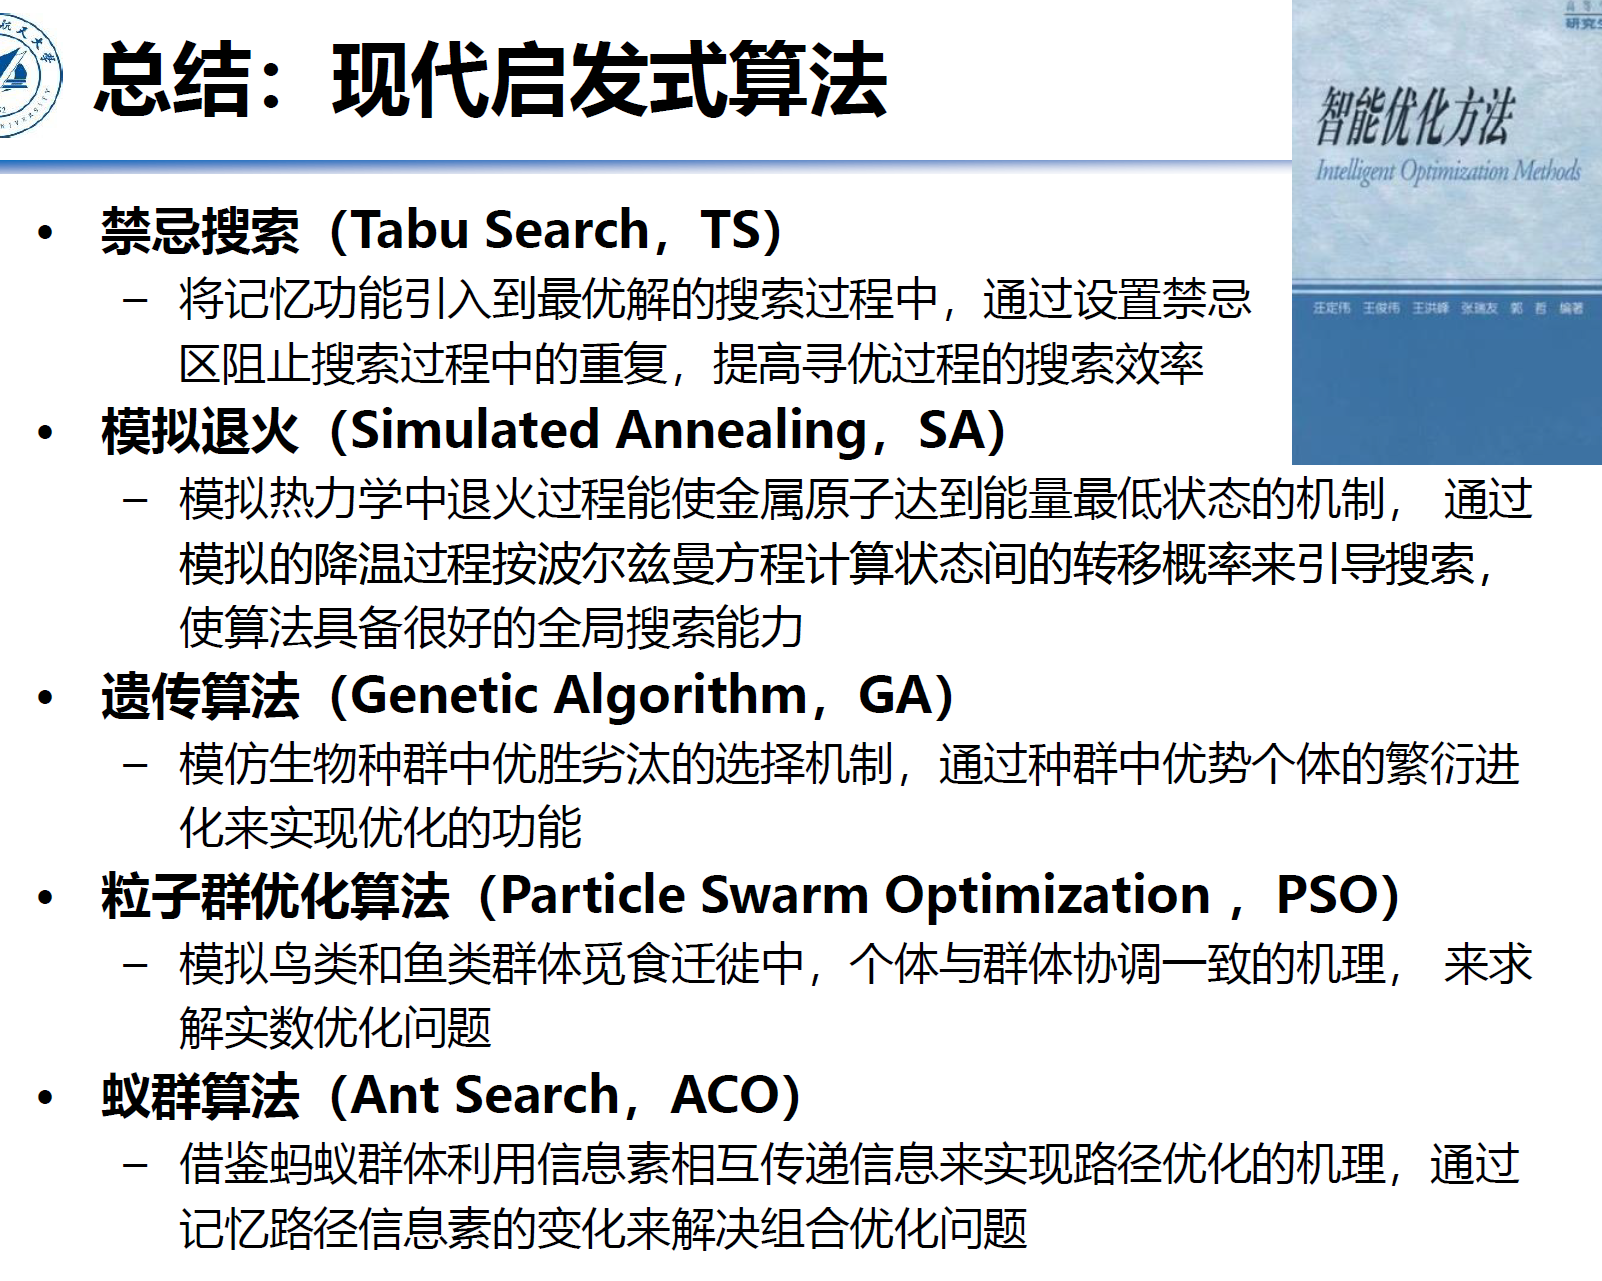 总结：现代启发式算法
智能优化方法
Intelligent Optimization Methods
汪定伟 王俊伟 王洪峰 张瑞友 郭 哲 编著
• 禁忌搜索（Tabu Search，TS）
– 将记忆功能引入到最优解的搜索过程中，通过设置禁忌
区阻止搜索过程中的重复，提高寻优过程的搜索效率
• 模拟退火（Simulated Annealing，SA）
– 模拟热力学中退火过程能使金属原子达到能量最低状态的机制， 通过
模拟的降温过程按波尔兹曼方程计算状态间的转移概率来引导搜索，
使算法具备很好的全局搜索能力
• 遗传算法（Genetic Algorithm，GA）
– 模仿生物种群中优胜劣汰的选择机制，通过种群中优势个体的繁衍进
化来实现优化的功能
• 粒子群优化算法（Particle Swarm Optimization ，PSO）
– 模拟鸟类和鱼类群体觅食迁徙中，个体与群体协调一致的机理， 来求
解实数优化问题
• 蚁群算法（Ant Search，ACO）
– 借鉴蚂蚁群体利用信息素相互传递信息来实现路径优化的机理，通过
记忆路径信息素的变化来解决组合优化问题